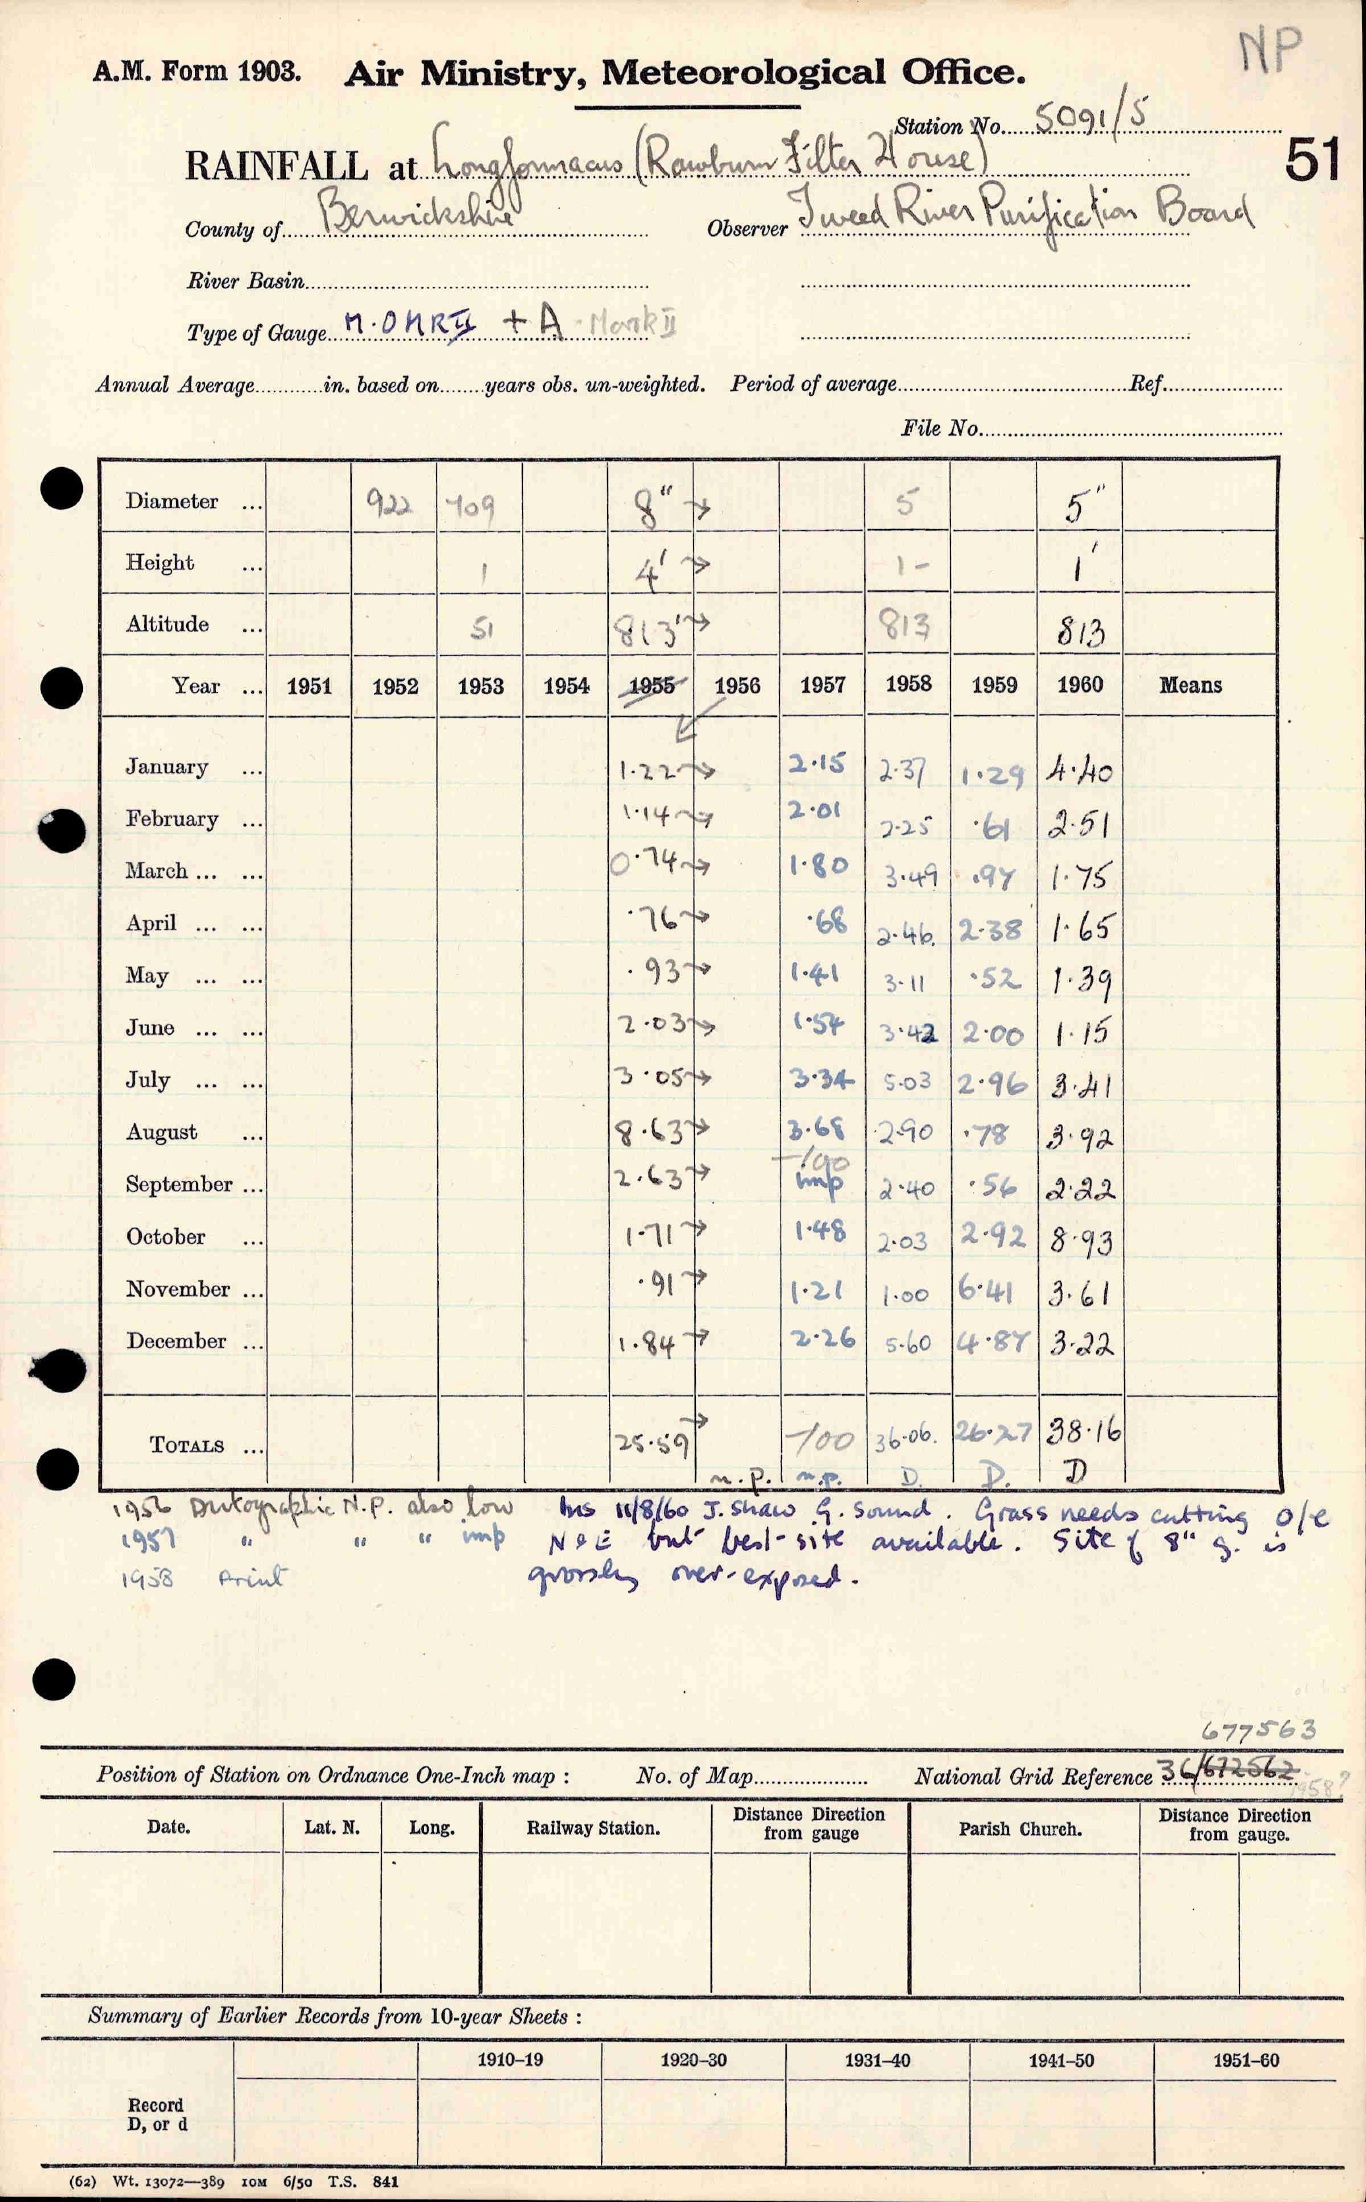 NP
A.M. Form 1903. Air Ministry, Meteorological Office.
Station No. 5091/5
RAINFALL at Longformacus (Rawburn Filter House) 51
County of Berwickshire Observer Tweed River Purification Board
River Basin
Type of Gauge M.O MK II + A Mark II
Annual Average in. based on years obs. un-weighted. Period of average Ref.
File No.
Diameter ... 922 709 8" → 5 5"
Height ... 1 4' → 1- 1'
Altitude ... 51 813' → 813 813
Year ... 1951 1952 1953 1954 1955 1956 1957 1958 1959 1960 Means
January ... 1.22 → 2.15 2.37 1.29 4.40
February ... 1.14 → 2.01 2.25 .61 2.51
March ... ... 0.74 → 1.80 3.49 .97 1.75
April ... ... .76 → .68 2.46. 2.38 1.65
May ... ... .93 → 1.41 3.11 .52 1.39
June ... ... 2.03 → 1.54 3.42 2.00 1.15
July ... ... 3.05 → 3.34 5.03 2.96 3.41
August ... 8.63 → 3.68 2.90 .78 3.92
-100
September ... 2.63 → imp 2.40 .56 2.22
October ... 1.71 → 1.48 2.03 2.92 8.93
November ... .91 → 1.21 1.00 6.41 3.61
December ... 1.84 → 2.26 5.60 4.87 3.22
TOTALS ... 25.59 → -100 36.06. 26.27 38.16
n.p. n.p. D. D. D
1956 Autographic N.P. also low Ins 11/8/60 J. Shaw G. Sound. Grass needs cutting o/e
1957 " " " imp N & E but best site available. Site of 8" g. is
1958 Print grossly over-exposed.
677563
Position of Station on Ordnance One-Inch map : No. of Map National Grid Reference 36/672562
1958?
Date. Lat. N. Long. Railway Station. Distance Direction from gauge Parish Church. Distance Direction from gauge.
Summary of Earlier Records from 10-year Sheets :
1910–19 1920–30 1931–40 1941–50 1951–60
Record
D, or d
(62) Wt. 13072—389 10M 6/50 T.S. 841